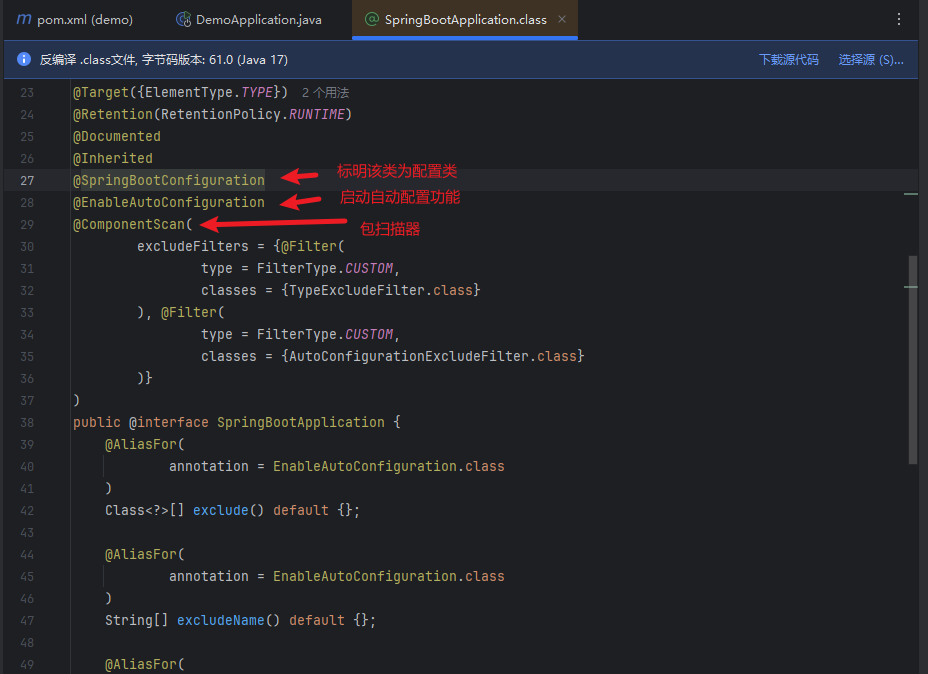 m pom.xml (demo) DemoApplication.java @ SpringBootApplication.class ×
反编译 .class文件, 字节码版本: 61.0 (Java 17) 下载源代码 选择源 (S)...
23 @Target({ElementType.TYPE}) 2 个用法
24 @Retention(RetentionPolicy.RUNTIME)
25 @Documented
26 @Inherited
27 @SpringBootConfiguration 标明该类为配置类
28 @EnableAutoConfiguration 启动自动配置功能
29 @ComponentScan( 包扫描器
30 excludeFilters = {@Filter(
31 type = FilterType.CUSTOM,
32 classes = {TypeExcludeFilter.class}
33 ), @Filter(
34 type = FilterType.CUSTOM,
35 classes = {AutoConfigurationExcludeFilter.class}
36 )}
37 )
38 public @interface SpringBootApplication {
39 @AliasFor(
40 annotation = EnableAutoConfiguration.class
41 )
42 Class<?>[] exclude() default {};
43
44 @AliasFor(
45 annotation = EnableAutoConfiguration.class
46 )
47 String[] excludeName() default {};
48
49 @AliasFor(